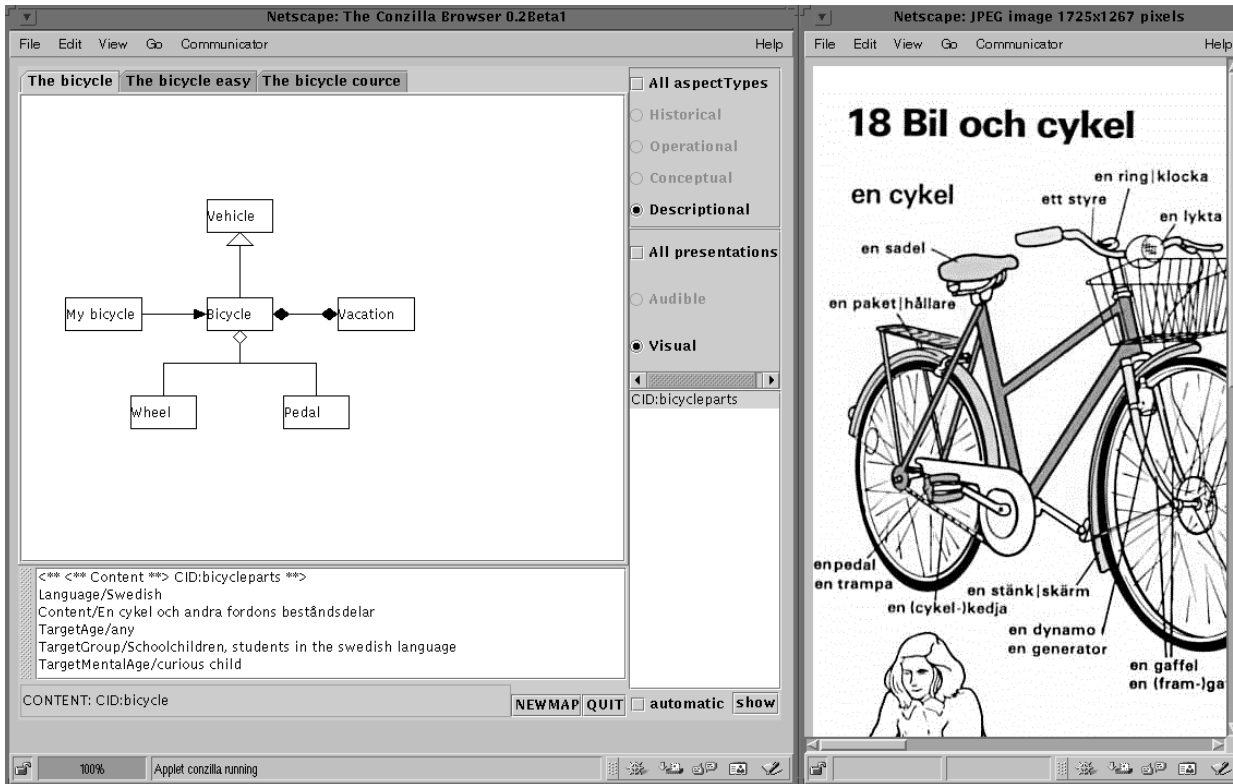 Netscape: The Conzilla Browser 0.2Beta1
File Edit View Go Communicator Help
The bicycle The bicycle easy The bicycle cource
All aspectTypes
Historical
Operational
Conceptual
Descriptional
All presentations
Audible
Visual
Vehicle
My bicycle Bicycle Vacation
Wheel Pedal
CID:bicycleparts
<** <** Content **> CID:bicycleparts **>
Language/Swedish
Content/En cykel och andra fordons beståndsdelar
TargetAge/any
TargetGroup/Schoolchildren, students in the swedish language
TargetMentalAge/curious child
CONTENT: CID:bicycle
NEWMAP QUIT automatic show
100% Applet conzilla running
Netscape: JPEG image 1725x1267 pixels
File Edit View Go Communicator Help
18 Bil och cykel
en cykel
en ring|klocka
ett styre
en lykta
en sadel
en paket|hållare
en pedal
en trampa
en (cykel-)kedja
en stänk|skärm
en dynamo
en generator
en gaffel
en (fram-)ga